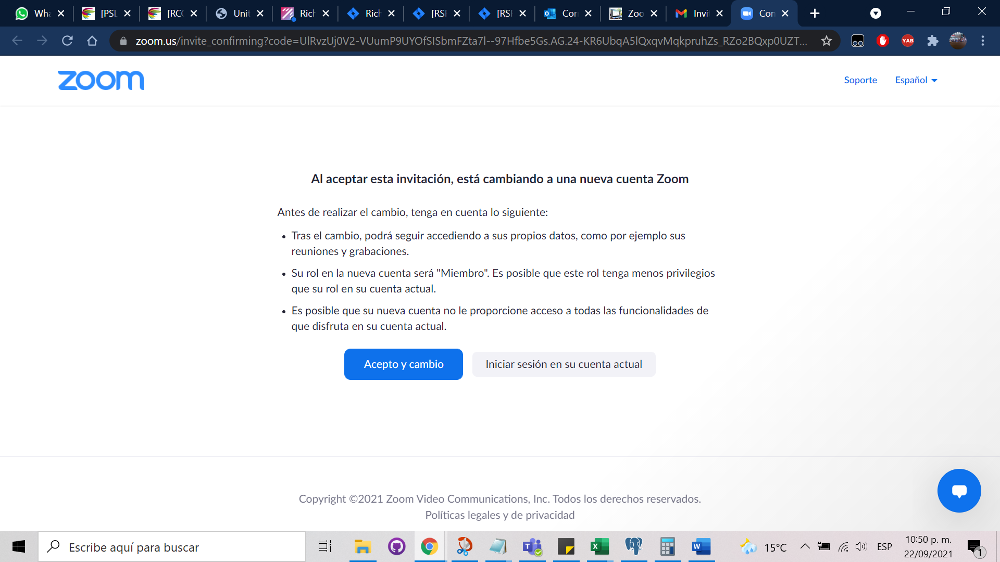 Wha
[PSL
[RCC
Unit
Rich
Rich
[RSP
[RSP
Cor
Zoo
Invi
Con
zoom.us/invite_confirming?code=UlRvzUj0V2-VUumP9UYOfSISbmFZta7l--97Hfbe5Gs.AG.24-KR6UbqA5lQxqvMqkpruhZs_RZo2BQxp0UZT...
YAB
zoom
Soporte
Español
Al aceptar esta invitación, está cambiando a una nueva cuenta Zoom
Antes de realizar el cambio, tenga en cuenta lo siguiente:
• Tras el cambio, podrá seguir accediendo a sus propios datos, como por ejemplo sus
reuniones y grabaciones.
• Su rol en la nueva cuenta será "Miembro". Es posible que este rol tenga menos privilegios
que su rol en su cuenta actual.
• Es posible que su nueva cuenta no le proporcione acceso a todas las funcionalidades de
que disfruta en su cuenta actual.
Acepto y cambio
Iniciar sesión en su cuenta actual
Copyright ©2021 Zoom Video Communications, Inc. Todos los derechos reservados.
Políticas legales y de privacidad
Escribe aquí para buscar
15°C
ESP
10:50 p. m.
22/09/2021
1